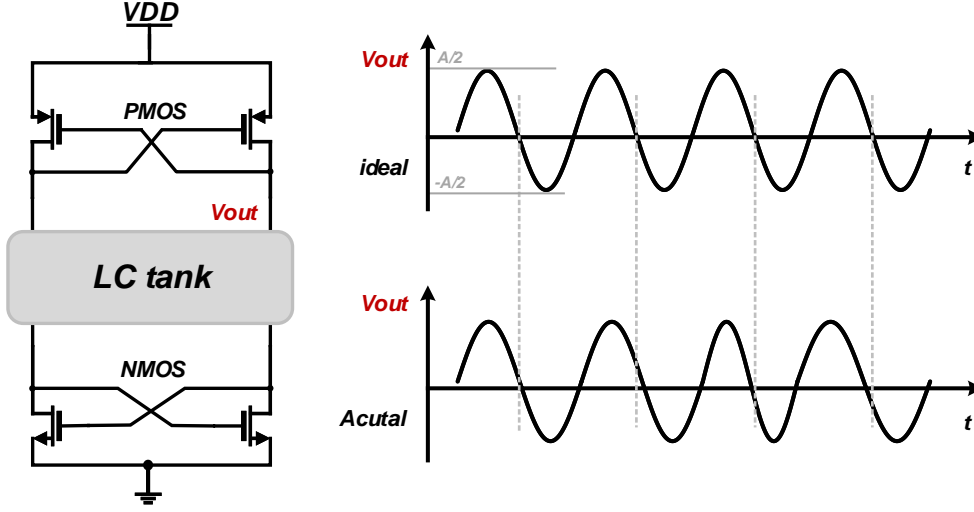 VDD
PMOS
Vout
LC tank
NMOS
Vout
A/2
ideal
-A/2
t
Vout
Acutal
t